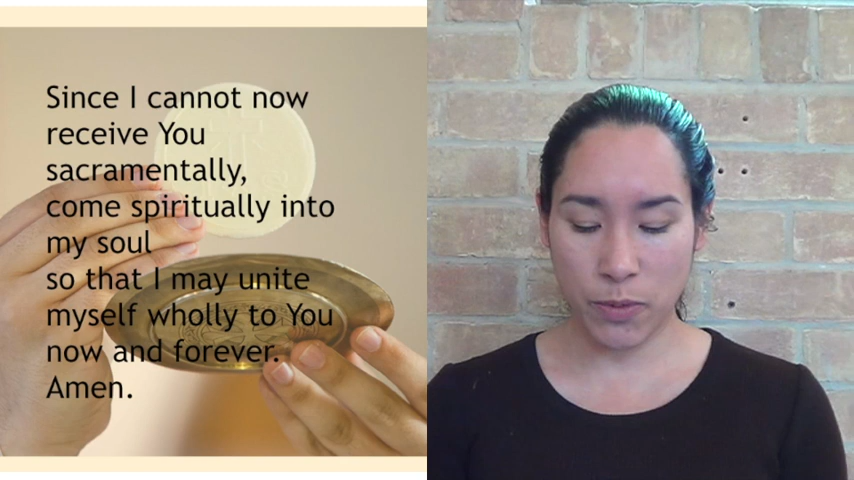 Since I cannot now
receive You
sacramentally,
come spiritually into
my soul
so that I may unite
myself wholly to You
now and forever.
Amen.